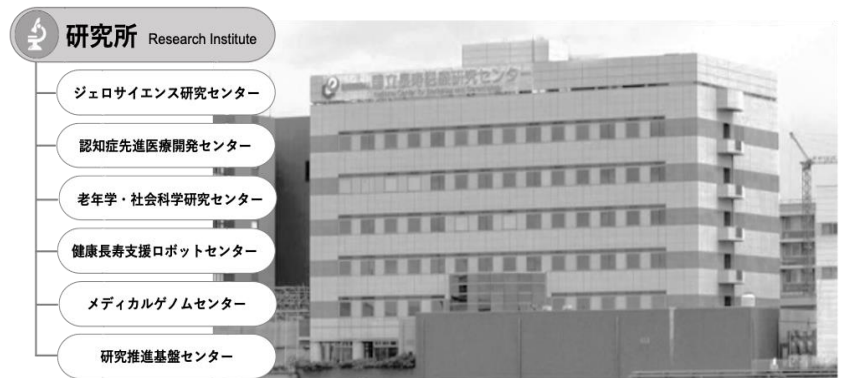 研究所 Research Institute
ジェロサイエンス研究センター
認知症先進医療開発センター
老年学・社会科学研究センター
健康長寿支援ロボットセンター
メディカルゲノムセンター
研究推進基盤センター
国立長寿医療研究センター